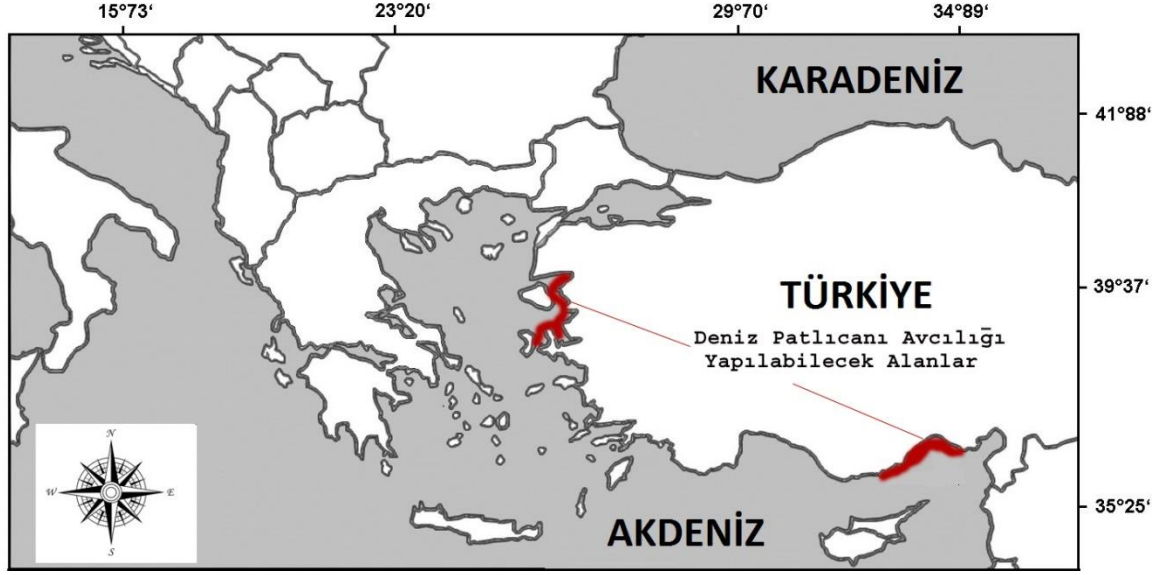 15°73‘ 23°20‘ 29°70 34°89‘
KARADENİZ
41°88‘
39°37‘
TÜRKİYE
Deniz Patlıcanı Avcılığı
Yapılabilecek Alanlar
N
W E
S
35°25‘
AKDENİZ